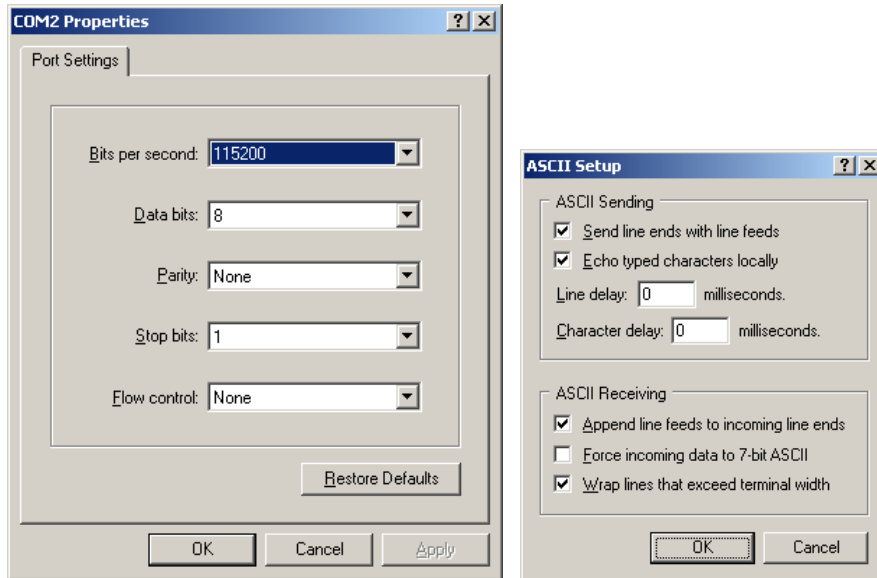 COM2 Properties
Port Settings
Bits per second: 115200
Data bits: 8
Parity: None
Stop bits: 1
Flow control: None
Restore Defaults
OK Cancel Apply
ASCII Setup
ASCII Sending
Send line ends with line feeds
Echo typed characters locally
Line delay: 0 milliseconds.
Character delay: 0 milliseconds.
ASCII Receiving
Append line feeds to incoming line ends
Force incoming data to 7-bit ASCII
Wrap lines that exceed terminal width
OK Cancel